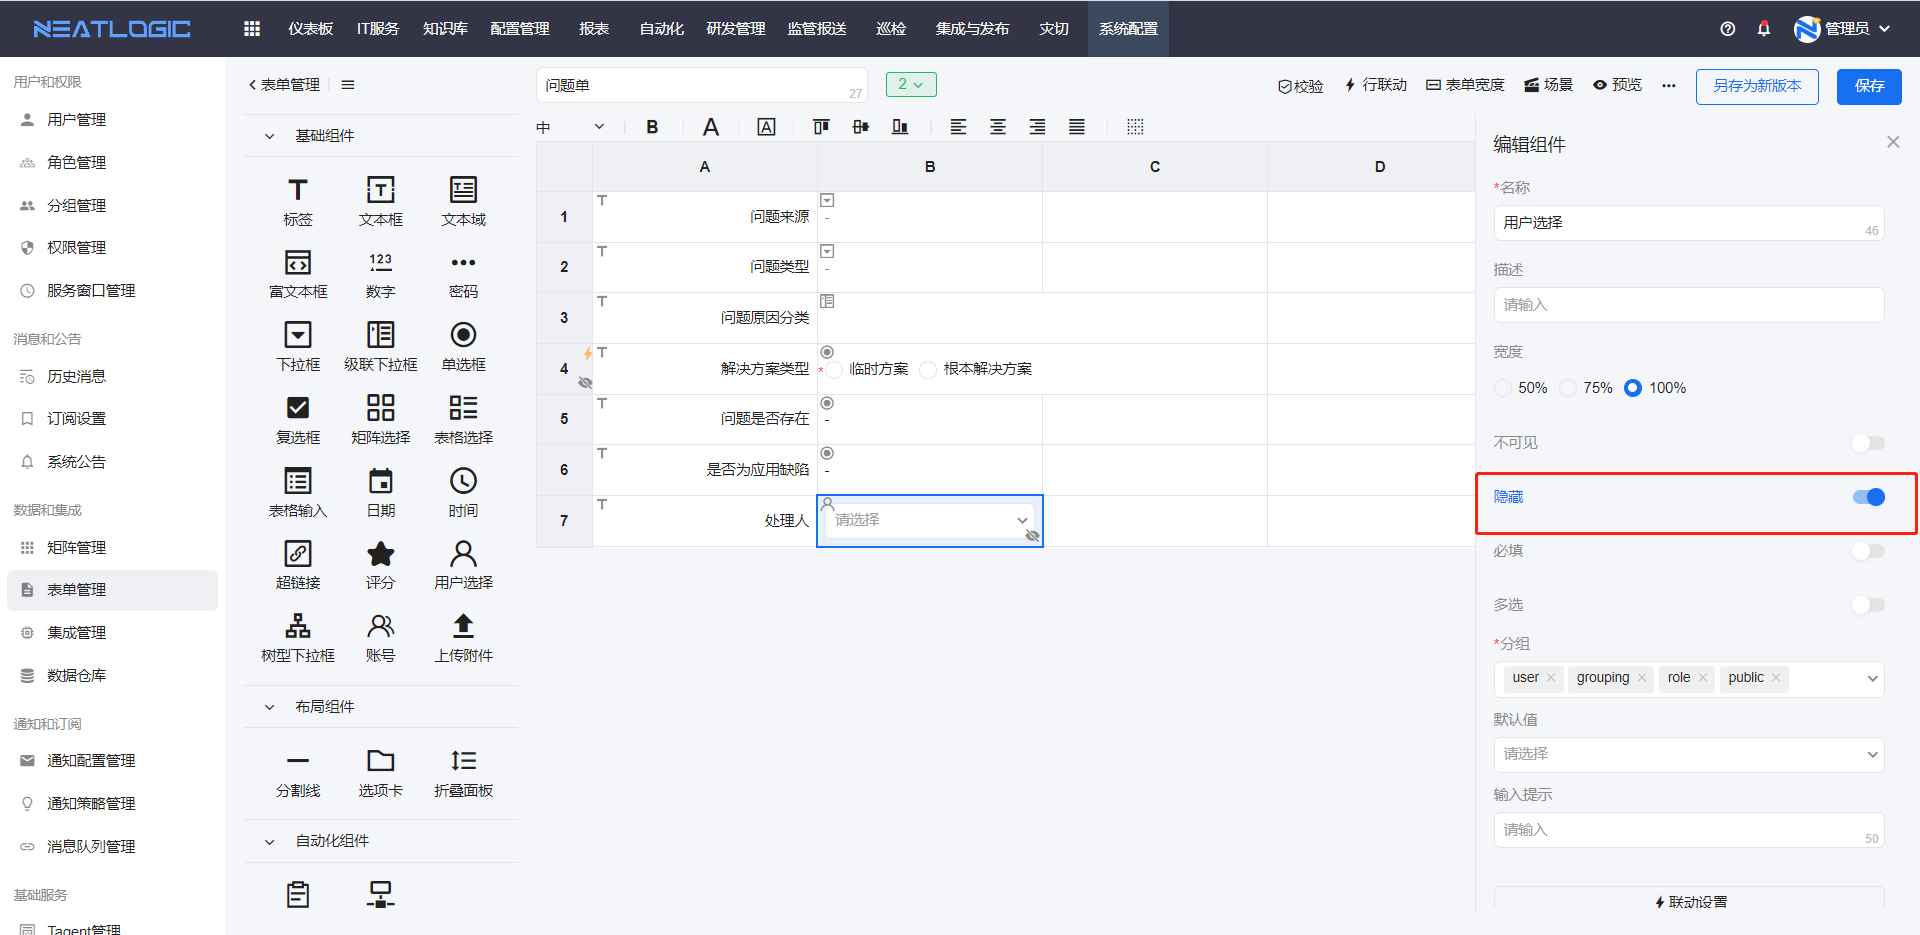 NEATLOGIC
仪表板 IT服务 知识库 配置管理 报表 自动化 研发管理 监管报送 巡检 集成与发布 灾切 系统配置
管理员
用户和权限
用户管理
角色管理
分组管理
权限管理
服务窗口管理
消息和公告
历史消息
订阅设置
系统公告
数据和集成
矩阵管理
表单管理
集成管理
数据仓库
通知和订阅
通知配置管理
通知策略管理
消息队列管理
基础服务
Tagent管理
表单管理
问题单 27
2
校验 行联动 表单宽度 场景 预览 ··· 另存为新版本 保存
基础组件
标签 文本框 文本域
富文本框 数字 密码
下拉框 级联下拉框 单选框
复选框 矩阵选择 表格选择
表格输入 日期 时间
超链接 评分 用户选择
树型下拉框 账号 上传附件
布局组件
分割线 选项卡 折叠面板
自动化组件
中 B A A
A B C D
1 问题来源 -
2 问题类型 -
3 问题原因分类
4 解决方案类型 * 临时方案 根本解决方案
5 问题是否存在 -
6 是否为应用缺陷 -
7 处理人 请选择
编辑组件
*名称
用户选择 46
描述
请输入
宽度
50% 75% 100%
不可见
隐藏
必填
多选
*分组
user grouping role public
默认值
请选择
输入提示
请输入 50
联动设置